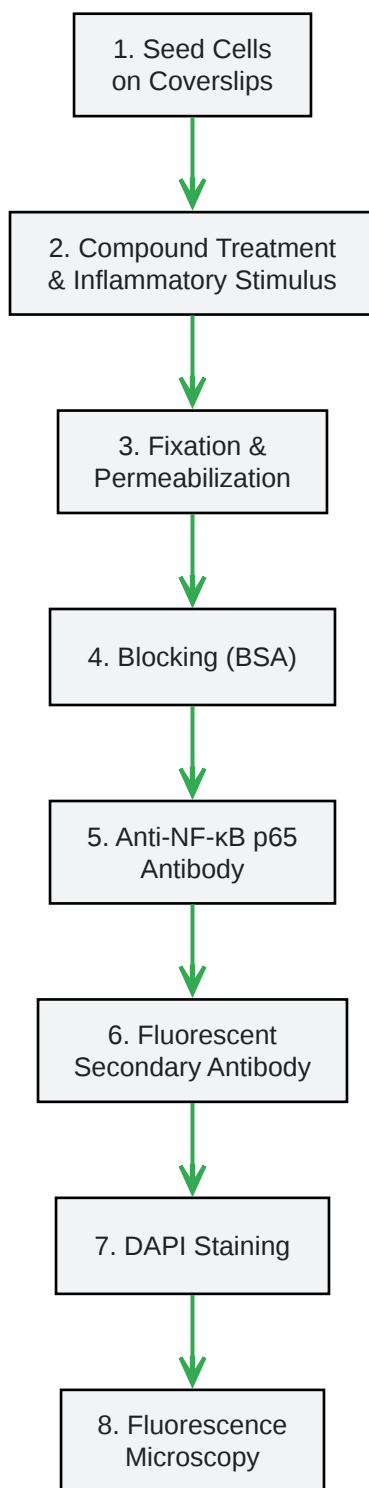 1. Seed Cells
on Coverslips
2. Compound Treatment
& Inflammatory Stimulus
3. Fixation &
Permeabilization
4. Blocking (BSA)
5. Anti-NF-κB p65
Antibody
6. Fluorescent
Secondary Antibody
7. DAPI Staining
8. Fluorescence
Microscopy